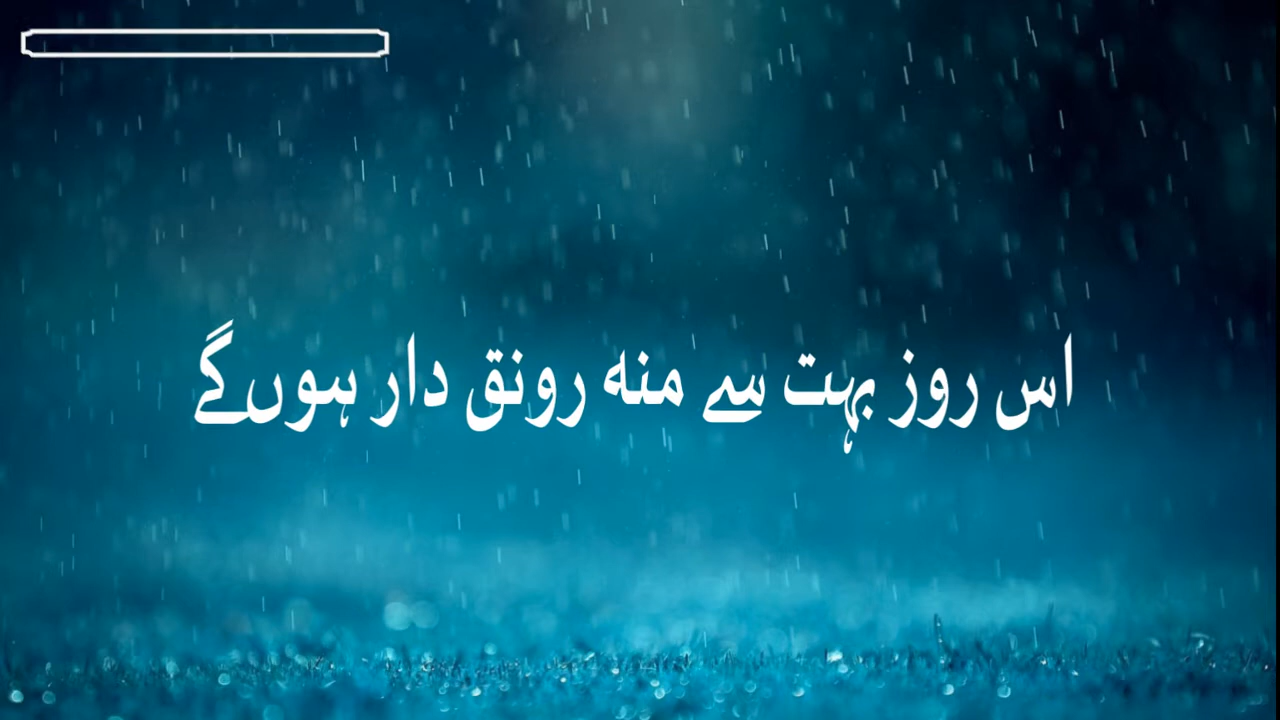 اس روز بہت سے منہ رونق دار ہوں گے